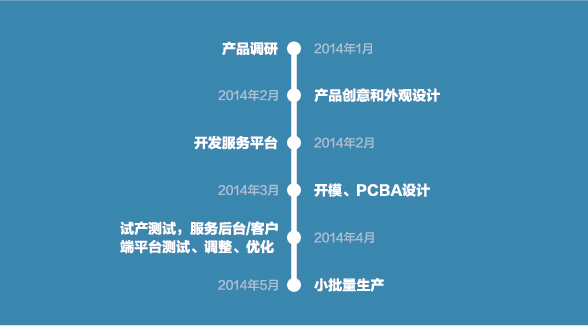 产品调研 2014年1月
2014年2月 产品创意和外观设计
开发服务平台 2014年2月
2014年3月 开模、PCBA设计
试产测试，服务后台/客户
端平台测试、调整、优化
2014年4月
2014年5月 小批量生产